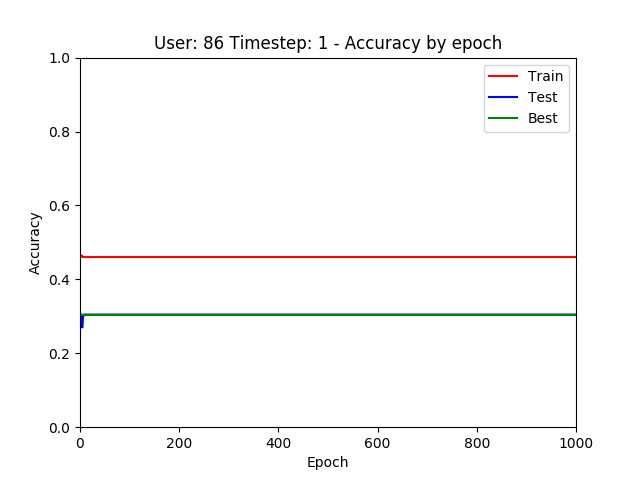 User: 86 Timestep: 1 - Accuracy by epoch
1.0
0.8
0.6
0.4
0.2
0.0
Accuracy
Train
Test
Best
0 200 400 600 800 1000
Epoch